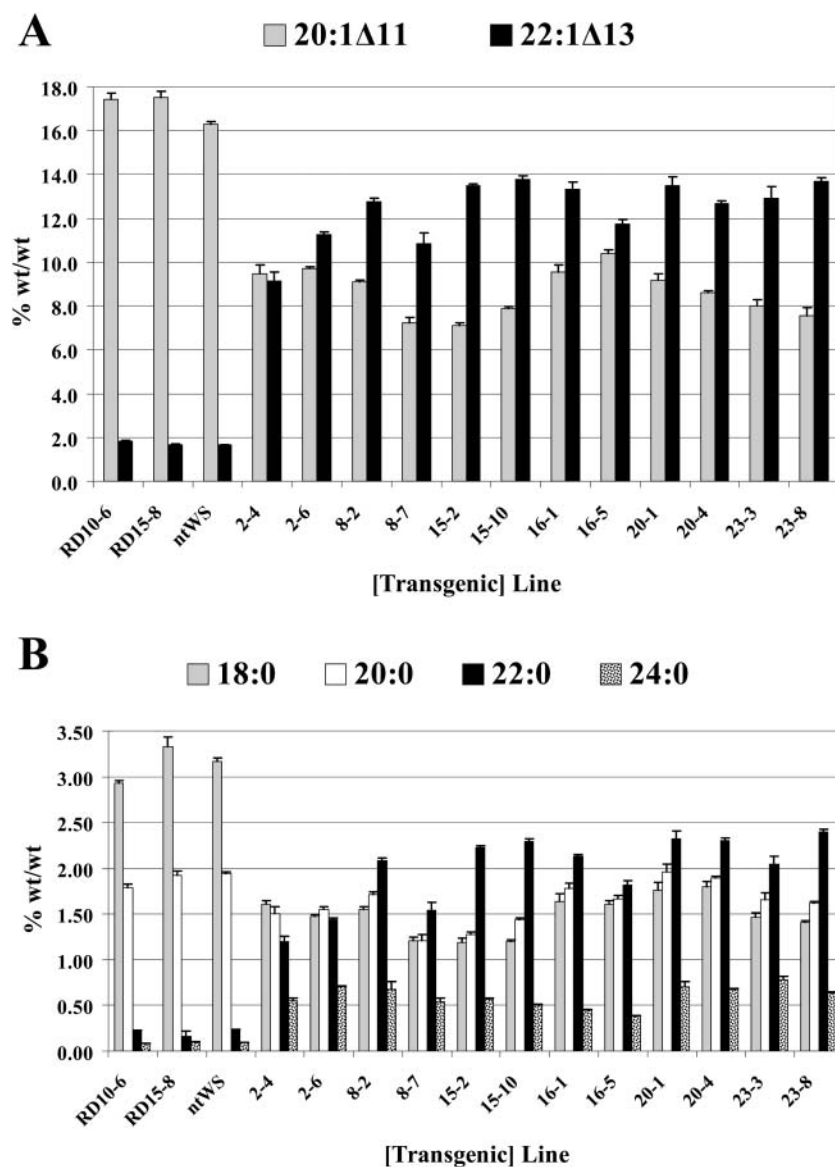 A
20:1Δ11 22:1Δ13
18.0
16.0
14.0
12.0
10.0
8.0
6.0
4.0
2.0
0.0
% wt/wt
RD10-6 RD15-8 ntWS 2-4 2-6 8-2 8-7 15-2 15-10 16-1 16-5 20-1 20-4 23-3 23-8
[Transgenic] Line
B
18:0 20:0 22:0 24:0
3.50
3.00
2.50
2.00
1.50
1.00
0.50
0.00
% wt/wt
RD10-6 RD15-8 ntWS 2-4 2-6 8-2 8-7 15-2 15-10 16-1 16-5 20-1 20-4 23-3 23-8
[Transgenic] Line